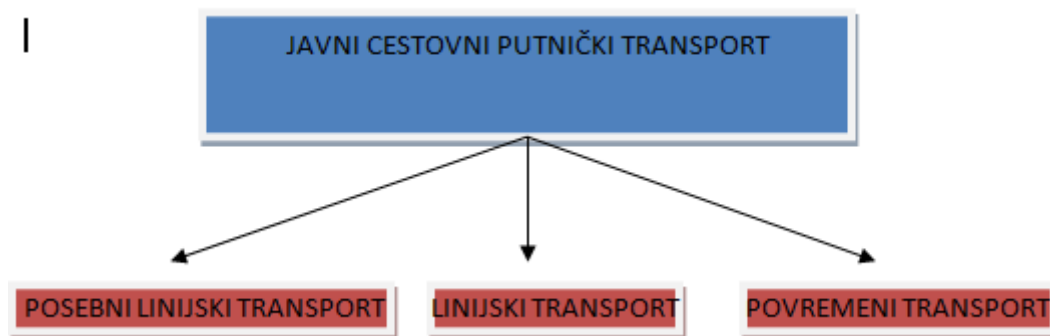 JAVNI CESTOVNI PUTNIČKI TRANSPORT
POSEBNI LINIJSKI TRANSPORT
LINIJSKI TRANSPORT
POVREMENI TRANSPORT